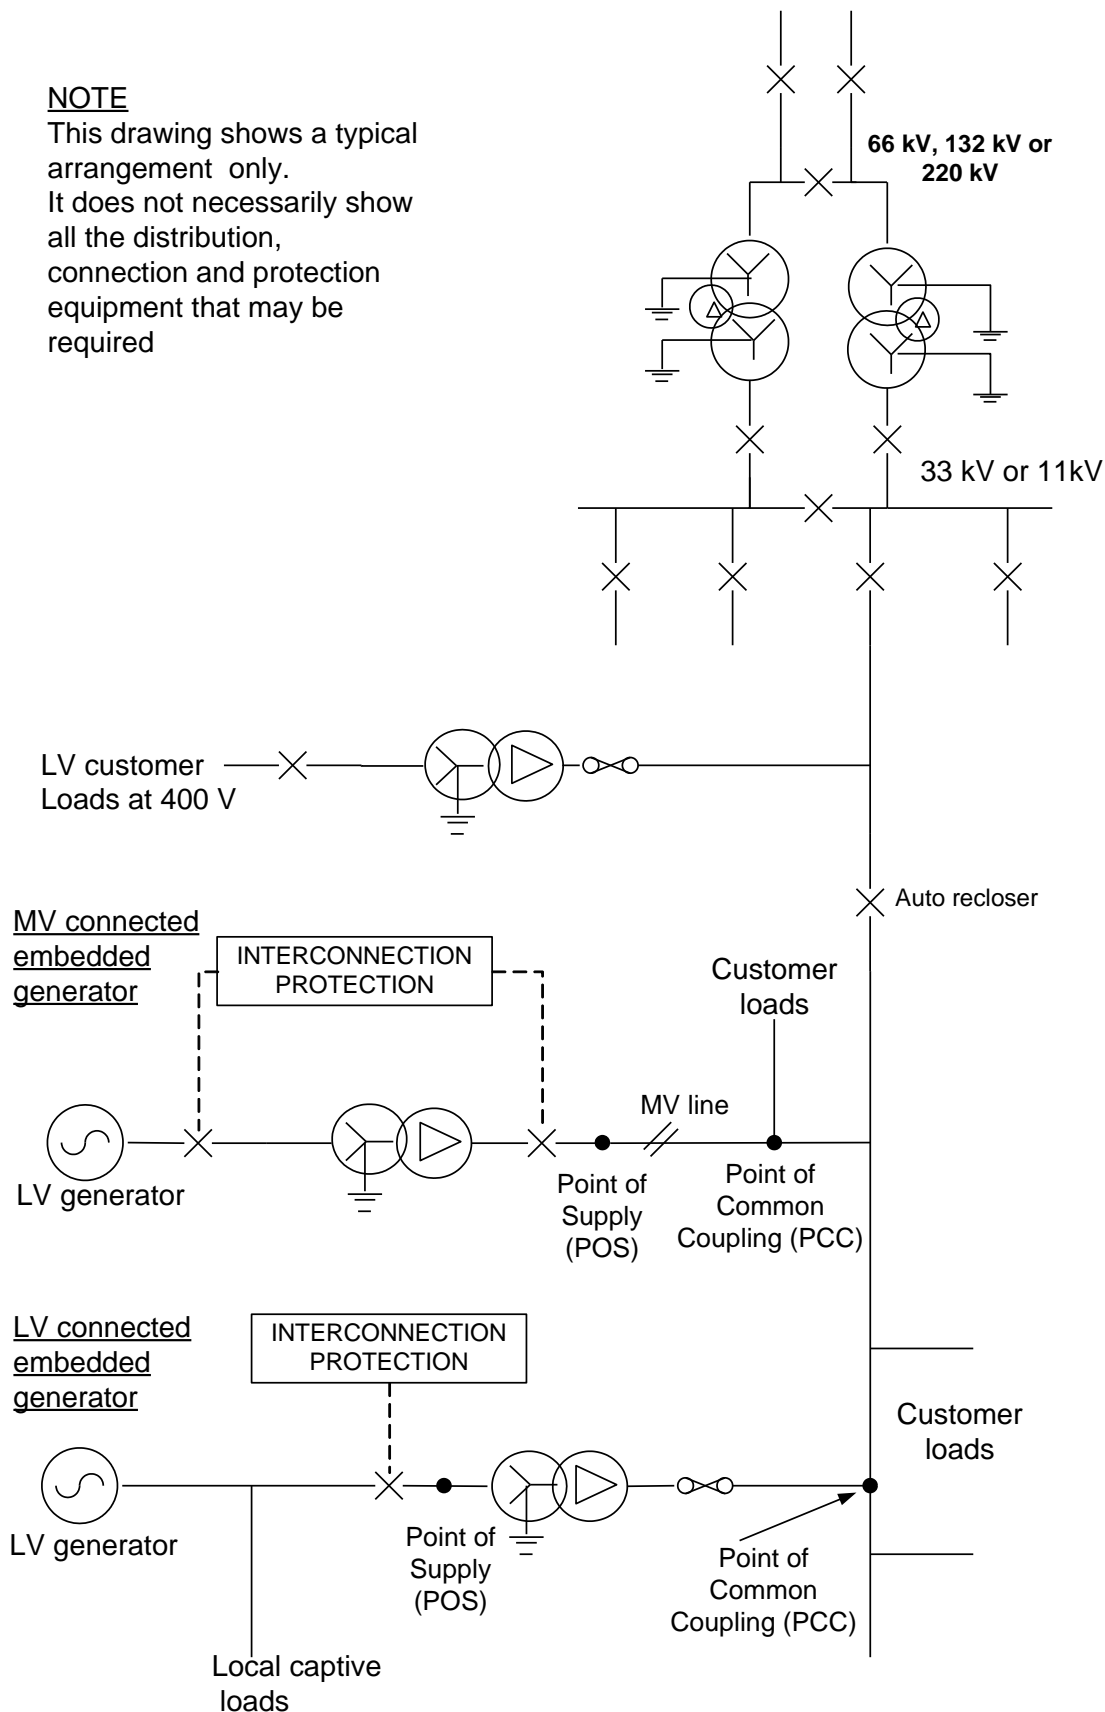 NOTE
This drawing shows a typical
arrangement only.
It does not necessarily show
all the distribution,
connection and protection
equipment that may be
required
66 kV, 132 kV or
220 kV
33 kV or 11kV
LV customer
Loads at 400 V
Auto recloser
MV connected
embedded
generator
INTERCONNECTION
PROTECTION
Customer
loads
MV line
LV generator
Point of
Supply
(POS)
Point of
Common
Coupling (PCC)
LV connected
embedded
generator
INTERCONNECTION
PROTECTION
Customer
loads
LV generator
Point of
Supply
(POS)
Point of
Common
Coupling (PCC)
Local captive
loads